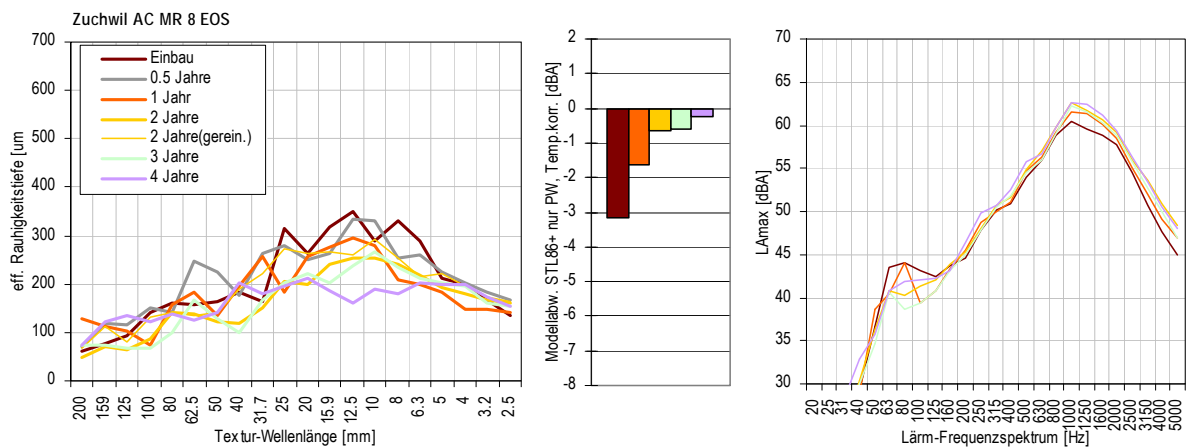 Zuchwil AC MR 8 EOS
eff. Rauhigkeitstiefe [um
700
600
500
400
300
200
100
0
Einbau
0.5 Jahre
1 Jahr
2 Jahre
2 Jahre(gerein.)
3 Jahre
4 Jahre
200 159 126 100 80 62.5 50 40 31.7 25 20 15.9 12.5 10 8 6.3 5 4 3.2 2.5
Textur-Wellenlänge [mm]
Modellabw. STL86+ nur PW, Temp.korr. [dBA]
2
1
0
-1
-2
-3
-4
-5
-6
-7
-8
LAmax [dBA]
75
70
65
60
55
50
45
40
35
30
20 25 31 40 50 63 80 100 125 160 200 250 315 400 500 630 800 1000 1250 1600 2000 2500 3150 4000 5000
Lärm-Frequenzspektrum [Hz]